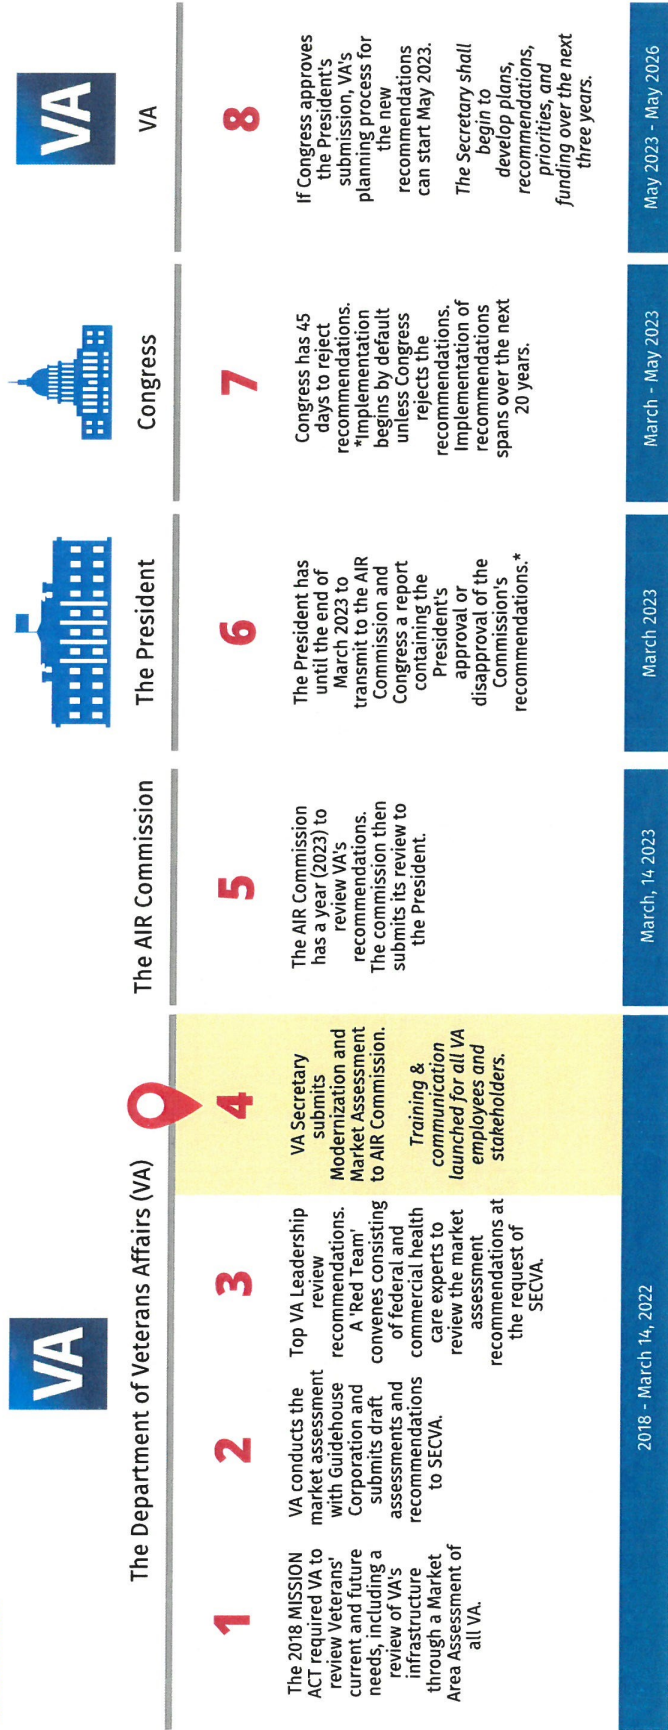 VA
The Department of Veterans Affairs (VA)
1
The 2018 MISSION
ACT required VA to
review Veterans'
current and future
needs, including a
review of VA's
infrastructure
through a Market
Area Assessment of
all VA.
2
VA conducts the
market assessment
with Guidehouse
Corporation and
submits draft
assessments and
recommendations
to SECVA.
3
Top VA Leadership
review
recommendations.
A 'Red Team'
convenes consisting
of federal and
commercial health
care experts to
review the market
assessment
recommendations at
the request of
SECVA.
4
VA Secretary
submits
Modernization and
Market Assessment
to AIR Commission.
Training &
communication
launched for all VA
employees and
stakeholders.
2018 - March 14, 2022
The AIR Commission
5
The AIR Commission
has a year (2023) to
review VA's
recommendations.
The commission then
submits its review to
the President.
March, 14 2023
The President
6
The President has
until the end of
March 2023 to
transmit to the AIR
Commission and
Congress a report
containing the
President's
approval or
disapproval of the
Commission's
recommendations.*
March 2023
Congress
7
Congress has 45
days to reject
recommendations.
*Implementation
begins by default
unless Congress
rejects the
recommendations.
Implementation of
recommendations
spans over the next
20 years.
March - May 2023
VA
VA
8
If Congress approves
the President's
submission, VA's
planning process for
the new
recommendations
can start May 2023.
The Secretary shall
begin to
develop plans,
recommendations,
priorities, and
funding over the next
three years.
May 2023 - May 2026